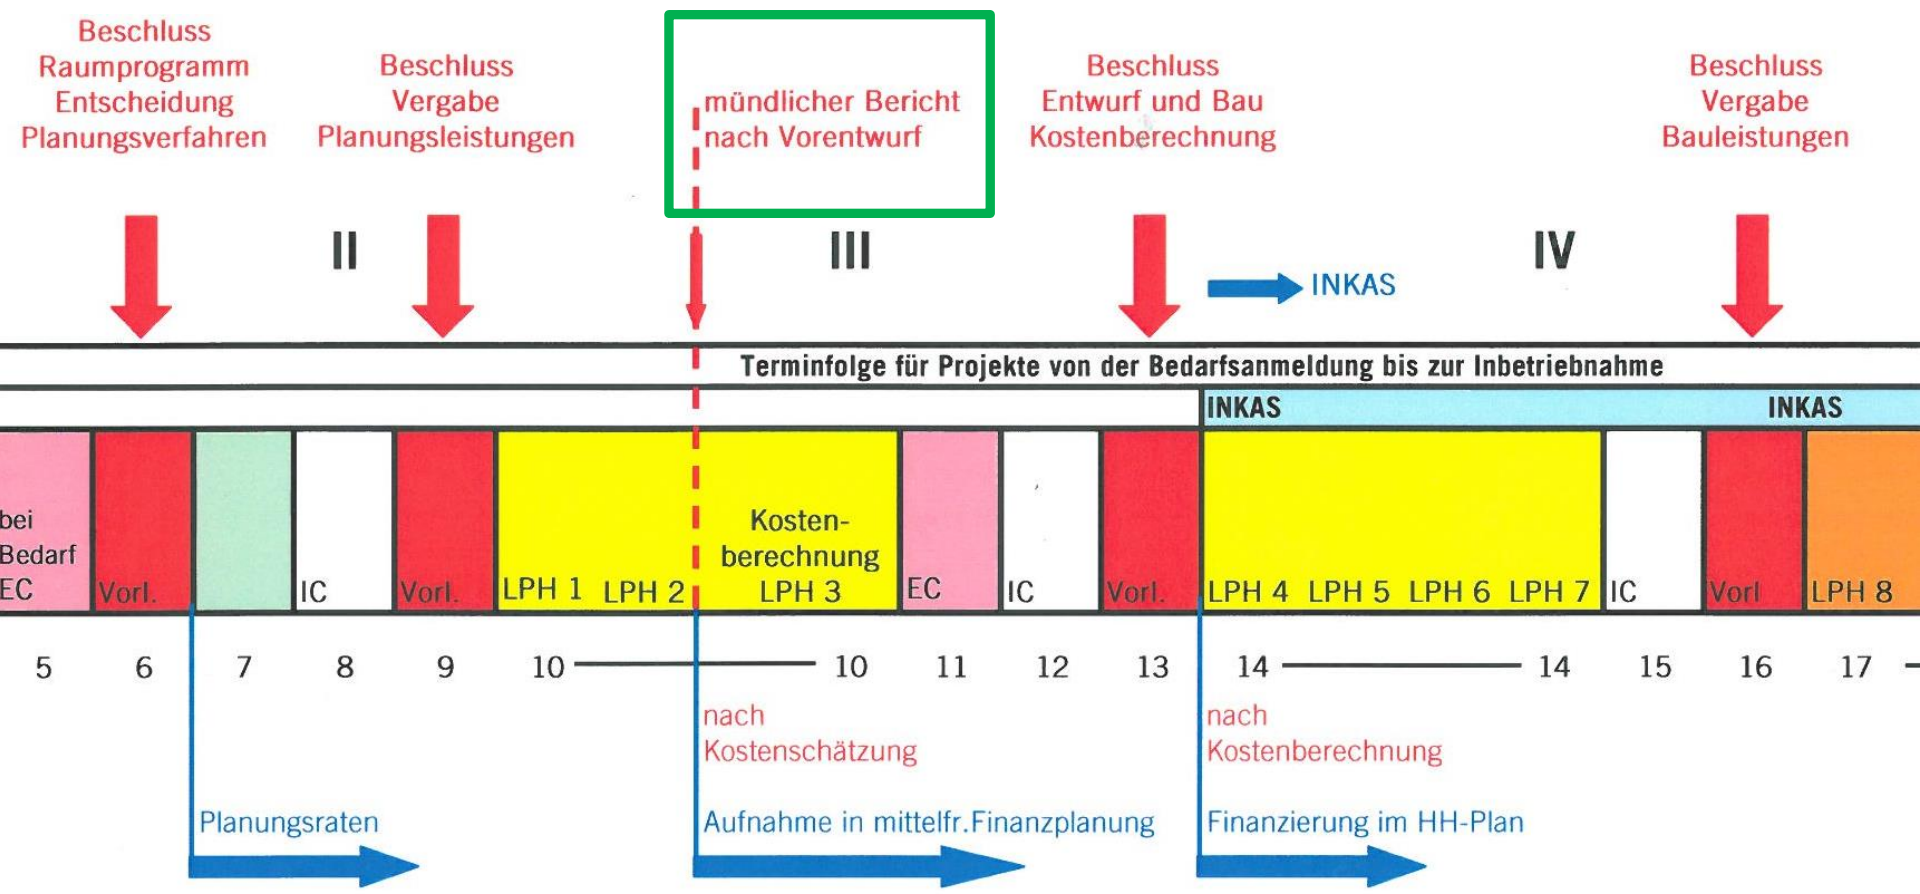 Beschluss
Raumprogramm
Entscheidung
Planungsverfahren
Beschluss
Vergabe
Planungsleistungen
mündlicher Bericht
nach Vorentwurf
Beschluss
Entwurf und Bau
Kostenberechnung
Beschluss
Vergabe
Bauleistungen
II
III
IV
INKAS
Terminfolge für Projekte von der Bedarfsanmeldung bis zur Inbetriebnahme
INKAS INKAS
bei
Bedarf
EC
Vorl.
IC
Vorl.
LPH 1 LPH 2
Kosten-
berechnung
LPH 3
EC
IC
Vorl.
LPH 4 LPH 5 LPH 6 LPH 7
IC
Vorl
LPH 8
5 6 7 8 9 10 10 11 12 13 14 14 15 16 17
nach
Kostenschätzung
nach
Kostenberechnung
Planungsraten
Aufnahme in mittelfr.Finanzplanung
Finanzierung im HH-Plan